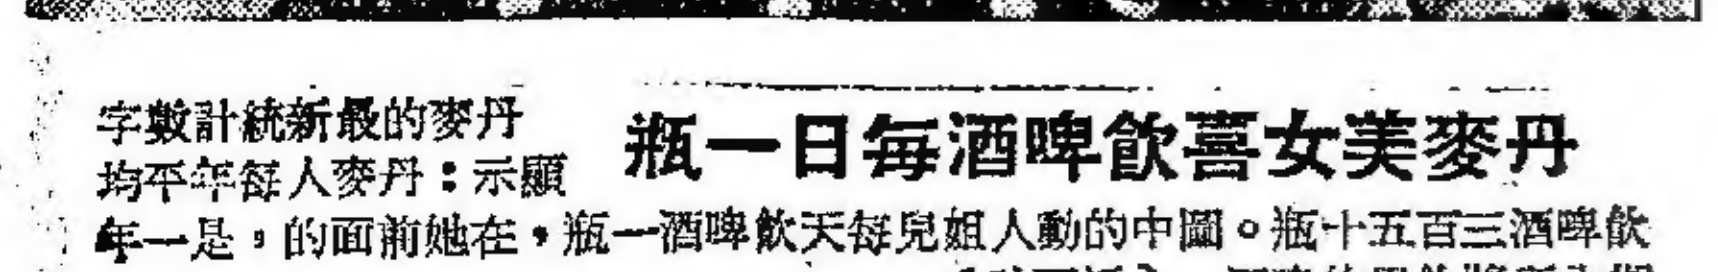 丹麥美女喜飲啤酒每日一瓶
丹麥的最新統計數字
顯示：丹麥人每年平均
飲啤酒三百五十瓶。圖中的動人姐兒每天飲啤酒一瓶，在她前面的，是一年